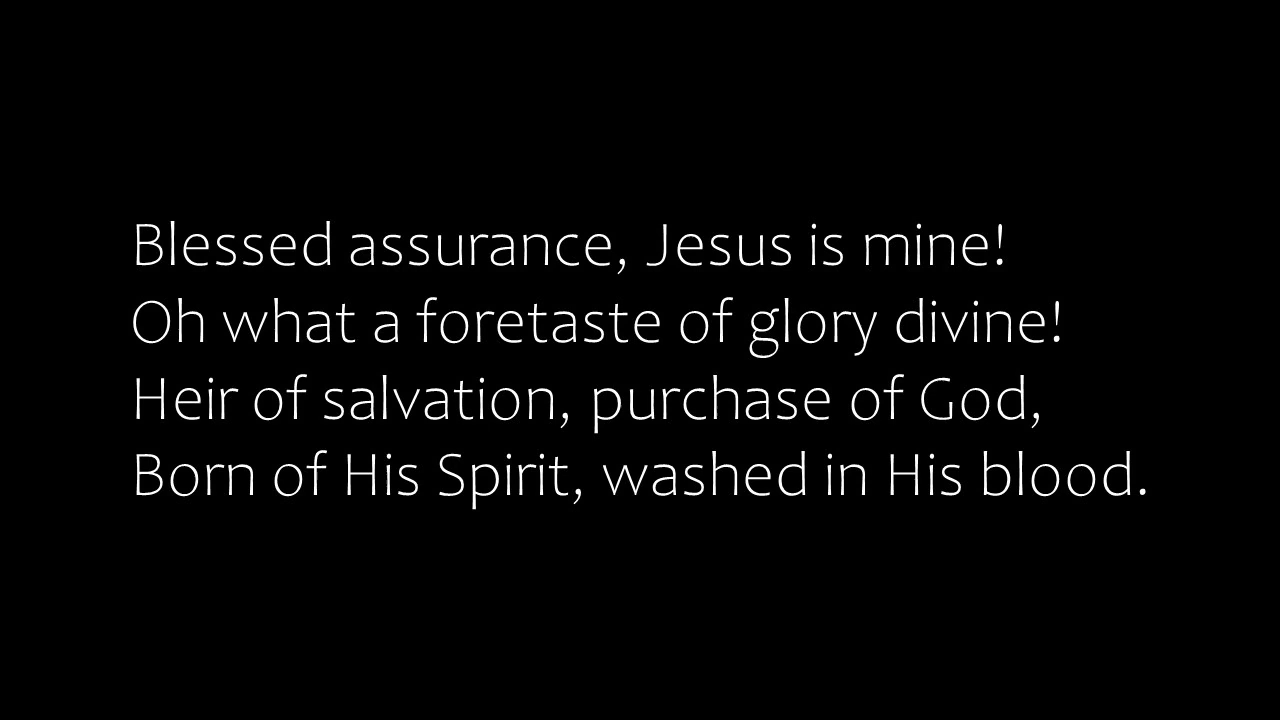 Blessed assurance, Jesus is mine!
Oh what a foretaste of glory divine!
Heir of salvation, purchase of God,
Born of His Spirit, washed in His blood.